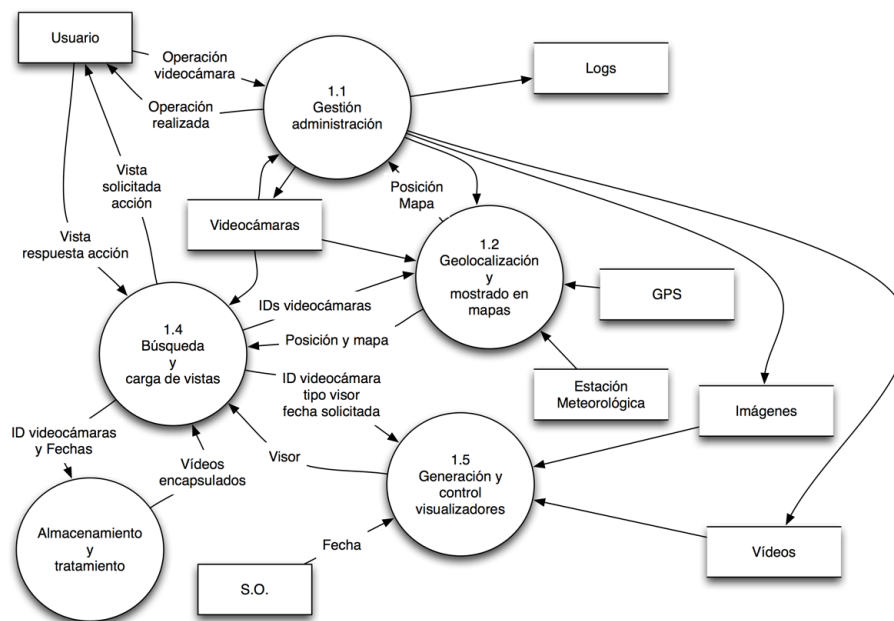 Usuario
Operación
videocámara
Operación
realizada
1.1
Gestión
administración
Logs
Vista
solicitada
acción
Posición
Mapa
Vista
respuesta acción
Videocámaras
1.2
Geolocalización
y
mostrado en
mapas
GPS
IDs videocámaras
1.4
Búsqueda
y
carga de vistas
Posición y mapa
ID videocámara
tipo visor
fecha solicitada
Estación
Meteorológica
Imágenes
ID videocámaras
y Fechas
Vídeos
encapsulados
Visor
1.5
Generación y
control
visualizadores
Almacenamiento
y
tratamiento
Fecha
Vídeos
S.O.